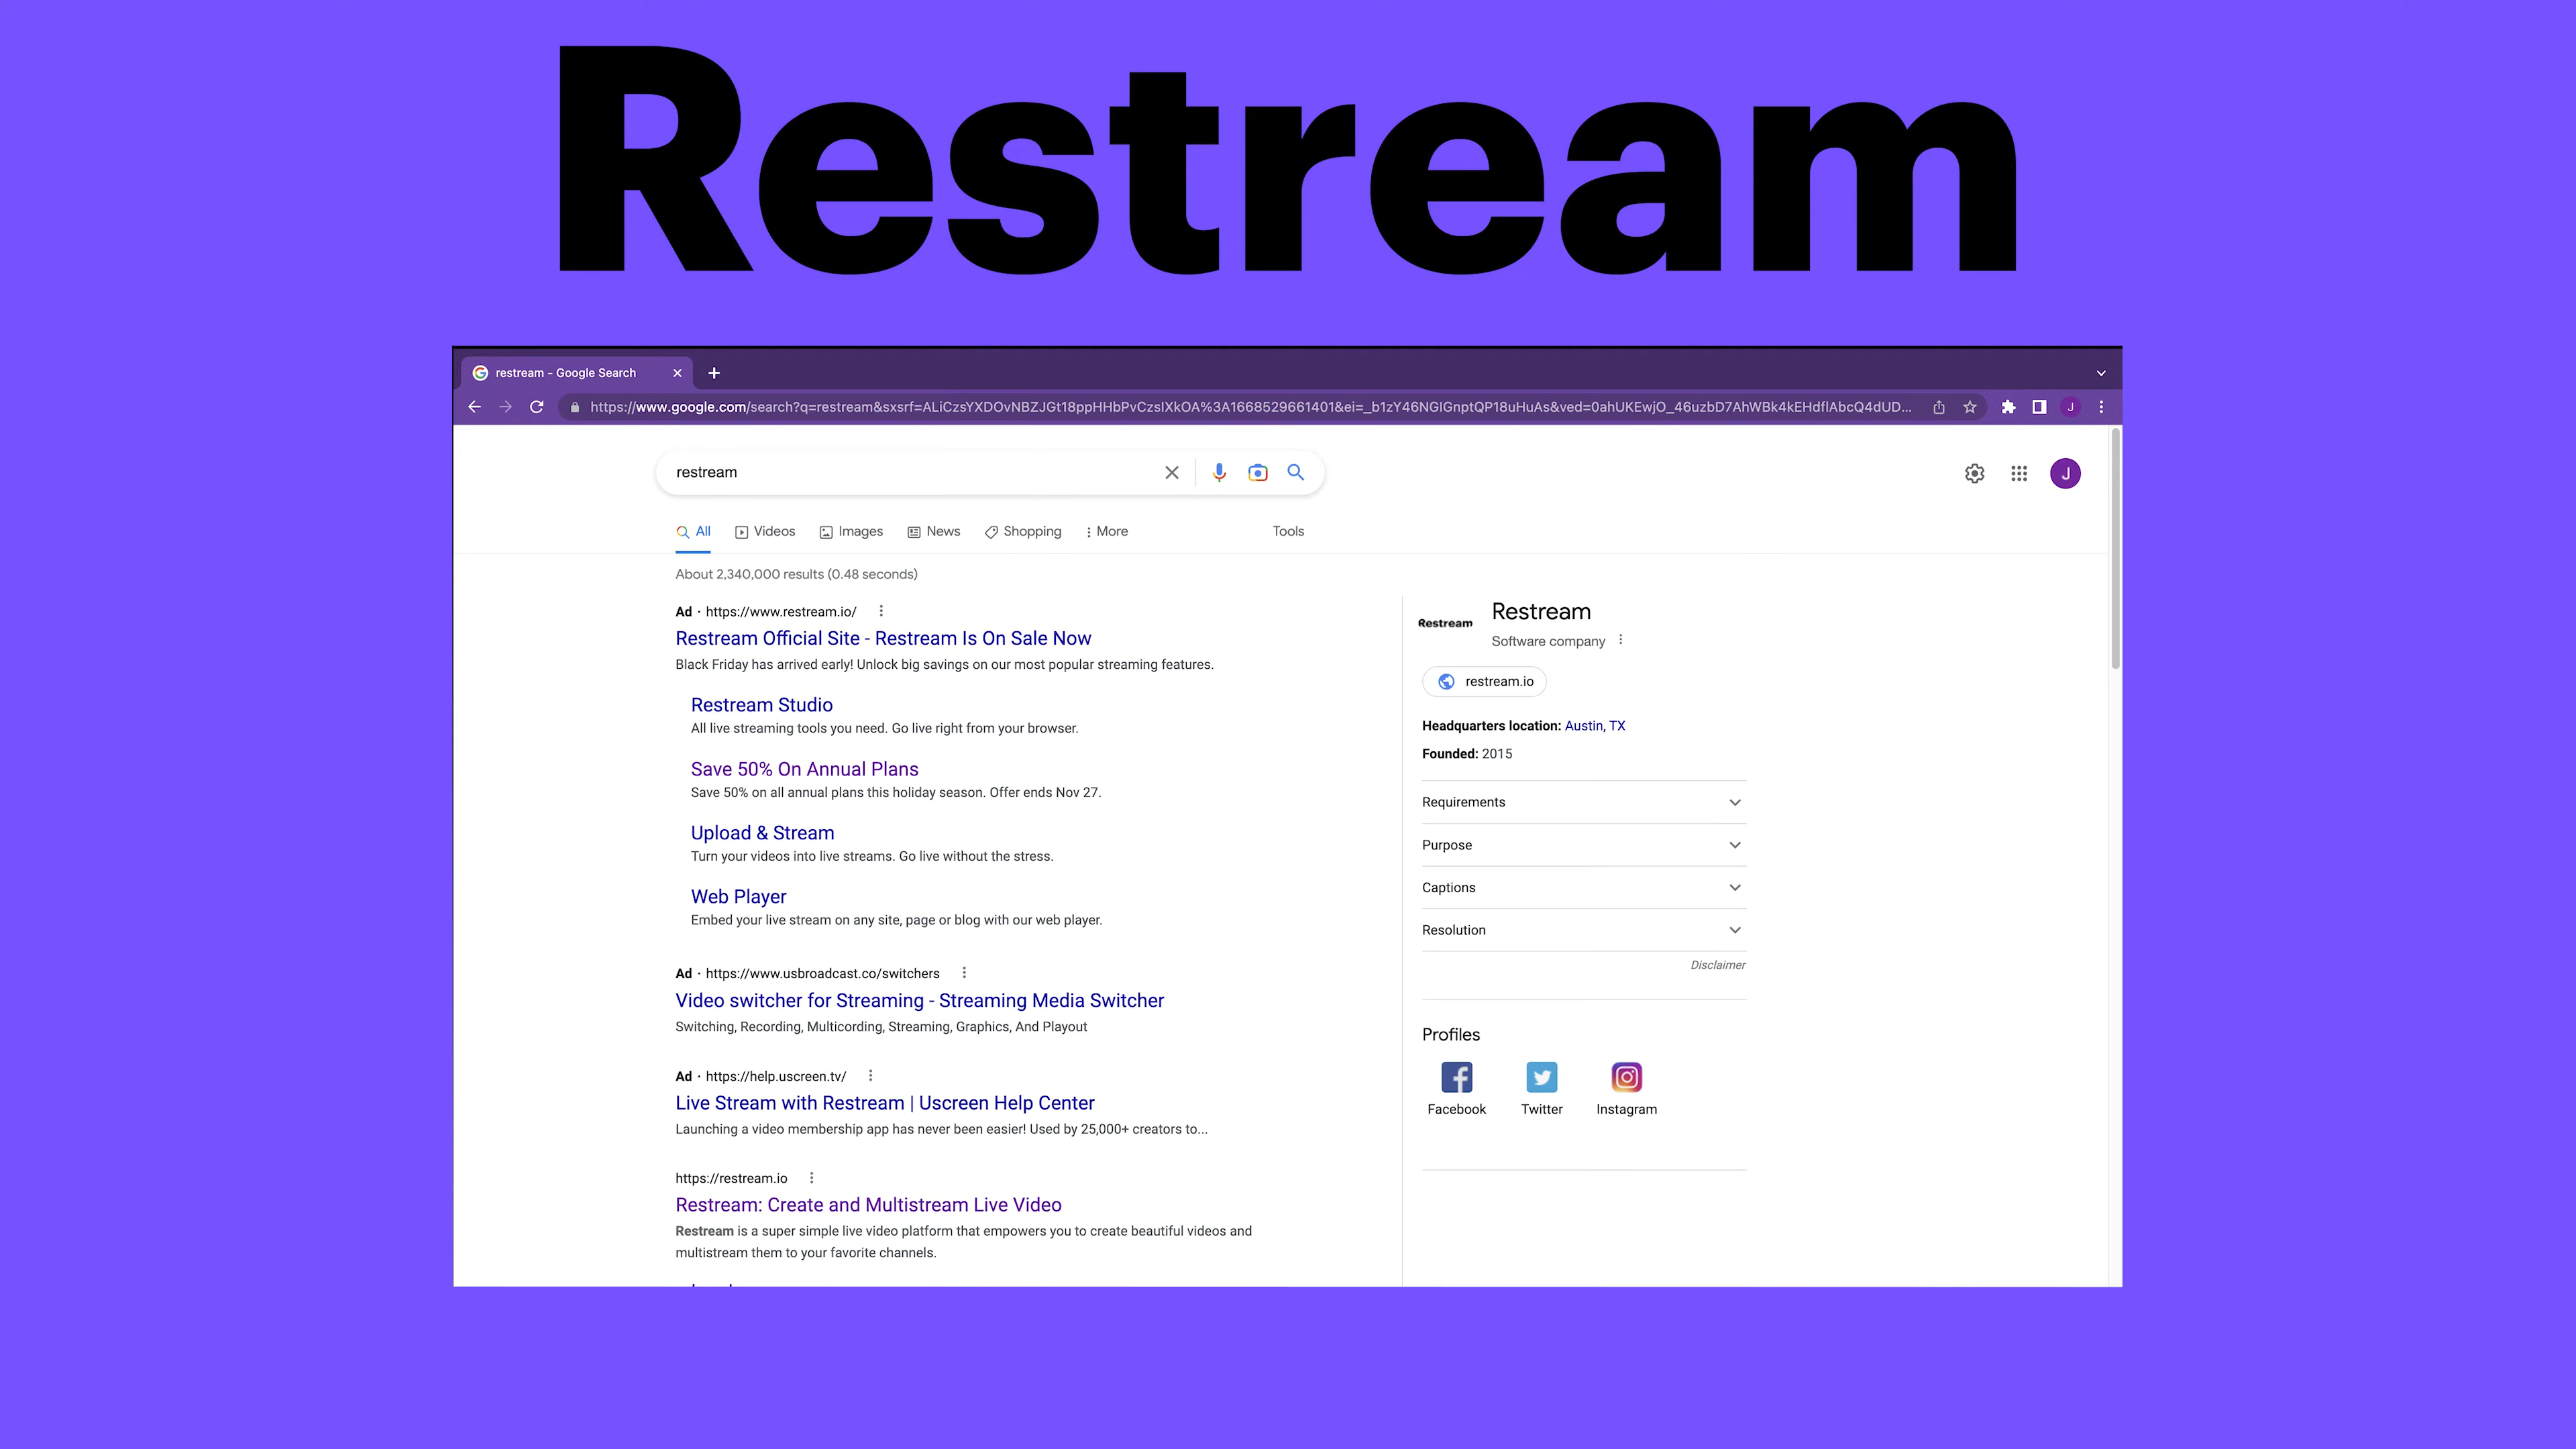 Restream
restream - Google Search
https://www.google.com/search?q=restream&sxsrf=ALiCzsYXDOvNBZJGt18ppHHbPvCzslXkOA%3A1668529661401&ei=_b1zY46NGlGnptQP18uHuAs&ved=0ahUKEwjO_46uzbD7AhWBk4kEHdflAbcQ4dUD...
J
restream
J
All
Videos
Images
News
Shopping
More
Tools
About 2,340,000 results (0.48 seconds)
Ad · https://www.restream.io/
Restream Official Site - Restream Is On Sale Now
Black Friday has arrived early! Unlock big savings on our most popular streaming features.
Restream Studio
All live streaming tools you need. Go live right from your browser.
Save 50% On Annual Plans
Save 50% on all annual plans this holiday season. Offer ends Nov 27.
Upload & Stream
Turn your videos into live streams. Go live without the stress.
Web Player
Embed your live stream on any site, page or blog with our web player.
Ad · https://www.usbroadcast.co/switchers
Video switcher for Streaming - Streaming Media Switcher
Switching, Recording, Multicording, Streaming, Graphics, And Playout
Ad · https://help.uscreen.tv/
Live Stream with Restream | Uscreen Help Center
Launching a video membership app has never been easier! Used by 25,000+ creators to...
https://restream.io
Restream: Create and Multistream Live Video
Restream is a super simple live video platform that empowers you to create beautiful videos and
multistream them to your favorite channels.
Restream
Restream
Software company
restream.io
Headquarters location: Austin, TX
Founded: 2015
Requirements
Purpose
Captions
Resolution
Disclaimer
Profiles
Facebook
Twitter
Instagram